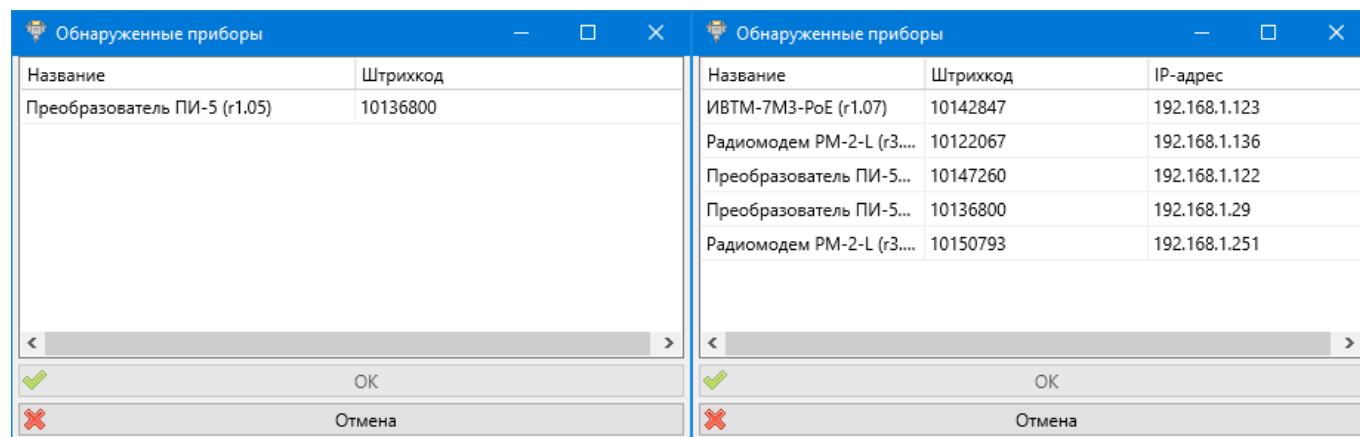 Обнаруженные приборы
Название Штрихкод
Преобразователь ПИ-5 (r1.05) 10136800
ОК
Отмена
Обнаруженные приборы
Название Штрихкод IP-адрес
ИВТМ-7М3-PoE (r1.07) 10142847 192.168.1.123
Радиомодем РМ-2-L (r3.... 10122067 192.168.1.136
Преобразователь ПИ-5... 10147260 192.168.1.122
Преобразователь ПИ-5... 10136800 192.168.1.29
Радиомодем РМ-2-L (r3.... 10150793 192.168.1.251
ОК
Отмена